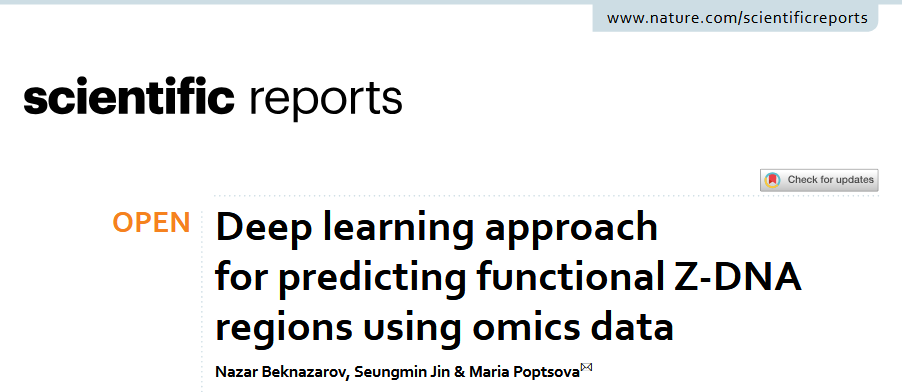 www.nature.com/scientificreports
scientific reports
Check for updates
OPEN
Deep learning approach
for predicting functional Z-DNA
regions using omics data
Nazar Beknazarov, Seungmin Jin & Maria Poptsova